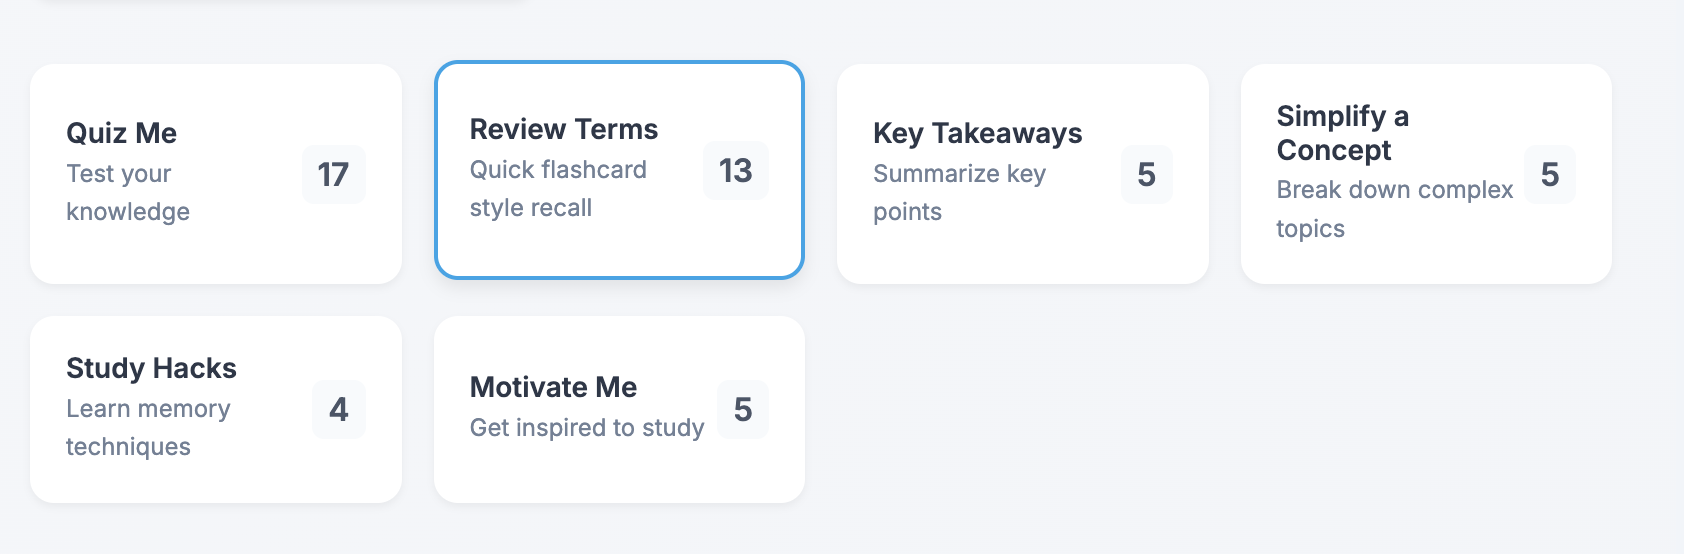 Quiz Me
Test your
knowledge
17
Review Terms
Quick flashcard
style recall
13
Key Takeaways
Summarize key
points
5
Simplify a
Concept
Break down complex
topics
5
Study Hacks
Learn memory
techniques
4
Motivate Me
Get inspired to study
5